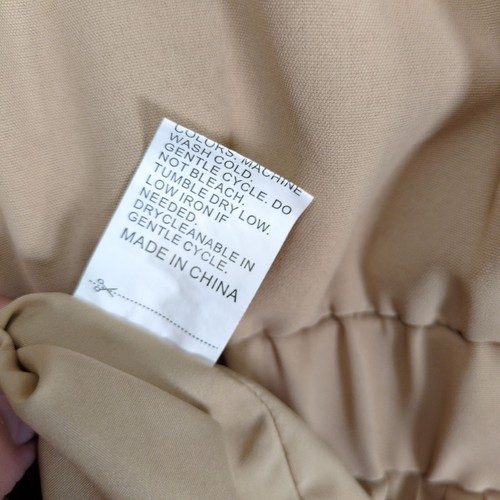 COLORS. MACHINE
WASH COLD.
GENTLE CYCLE. DO
NOT BLEACH.
TUMBLE DRY LOW.
LOW IRON IF
NEEDED.
DRYCLEANABLE IN
GENTLE CYCLE.
MADE IN CHINA